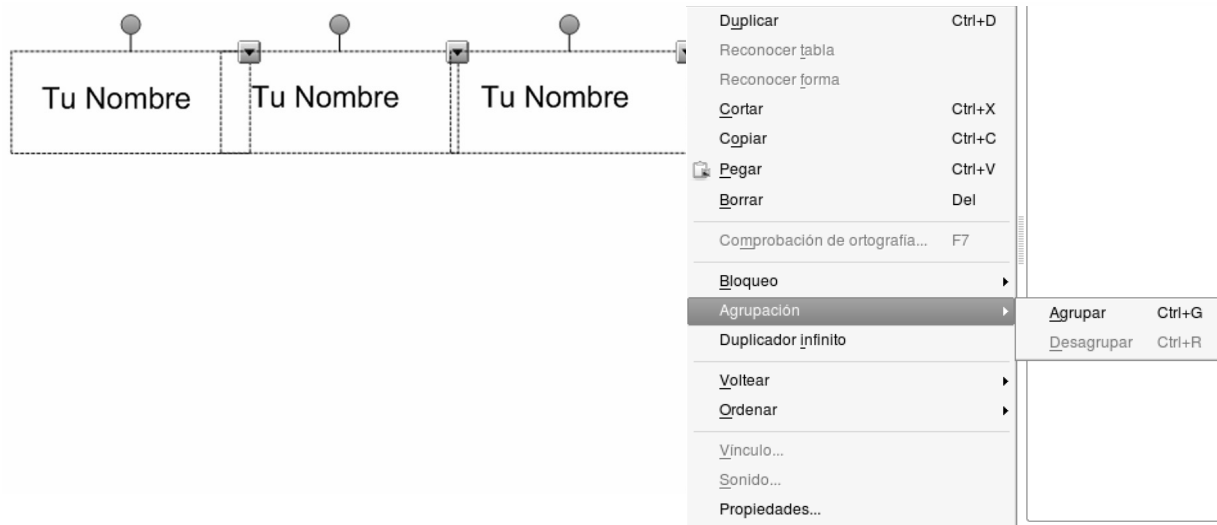 Tu Nombre Tu Nombre Tu Nombre
Duplicar Ctrl+D
Reconocer tabla
Reconocer forma
Cortar Ctrl+X
Copiar Ctrl+C
Pegar Ctrl+V
Borrar Del
Comprobación de ortografía... F7
Bloqueo
Agrupación
Agrupar Ctrl+G
Desagrupar Ctrl+R
Duplicador infinito
Voltear
Ordenar
Vínculo...
Sonido...
Propiedades...